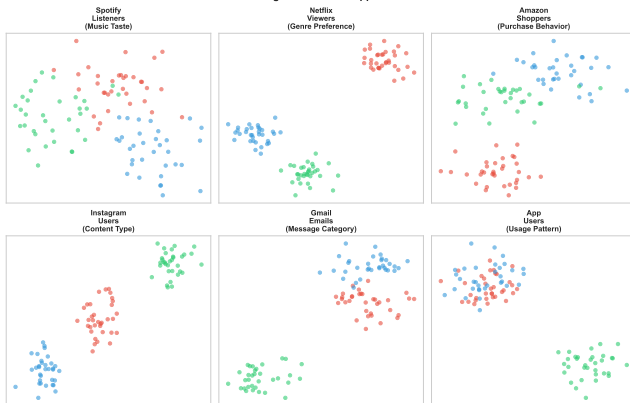 Spotify
Listeners
(Music Taste)
Netflix
Viewers
(Genre Preference)
Amazon
Shoppers
(Purchase Behavior)
Instagram
Users
(Content Type)
Gmail
Emails
(Message Category)
App
Users
(Usage Pattern)